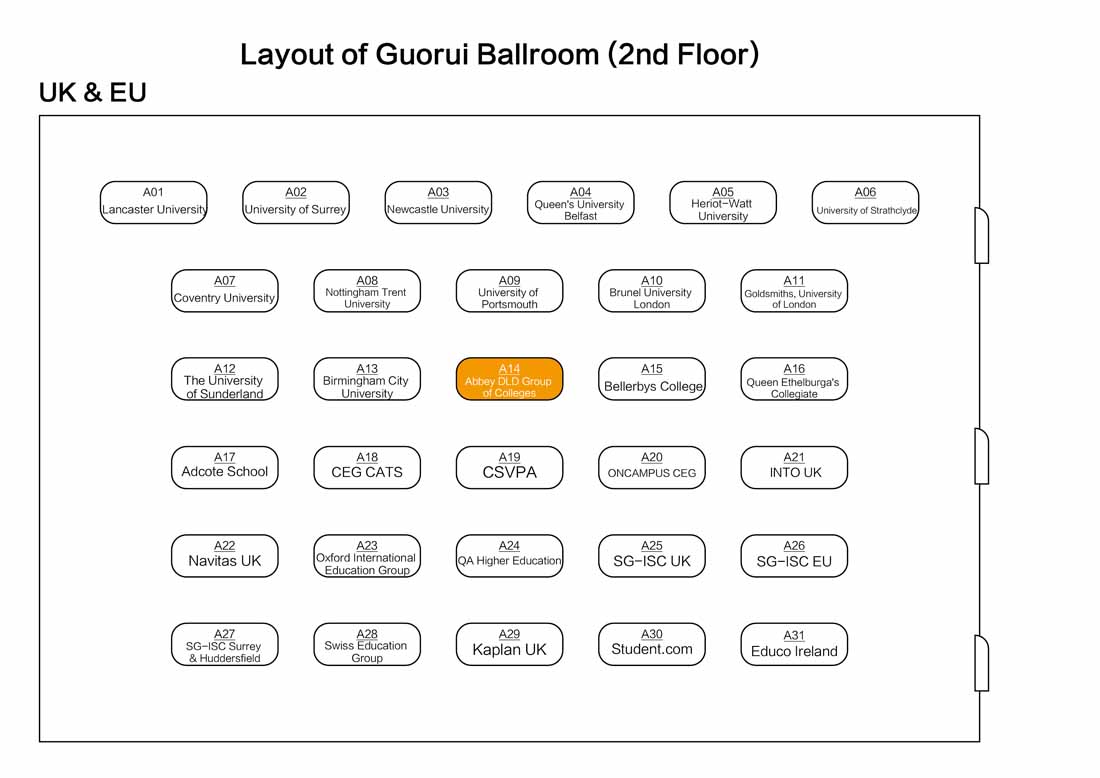 Layout of Guorui Ballroom (2nd Floor)
UK & EU
A01
Lancaster University
A02
University of Surrey
A03
Newcastle University
A04
Queen's University
Belfast
A05
Heriot-Watt
University
A06
University of Strathclyde
A07
Coventry University
A08
Nottingham Trent
University
A09
University of
Portsmouth
A10
Brunel University
London
A11
Goldsmiths, University
of London
A12
The University
of Sunderland
A13
Birmingham City
University
A14
Abbey DLD Group
of Colleges
A15
Bellerbys College
A16
Queen Ethelburga's
Collegiate
A17
Adcote School
A18
CEG CATS
A19
CSVPA
A20
ONCAMPUS CEG
A21
INTO UK
A22
Navitas UK
A23
Oxford International
Education Group
A24
QA Higher Education
A25
SG-ISC UK
A26
SG-ISC EU
A27
SG-ISC Surrey
& Huddersfield
A28
Swiss Education
Group
A29
Kaplan UK
A30
Student.com
A31
Educo Ireland